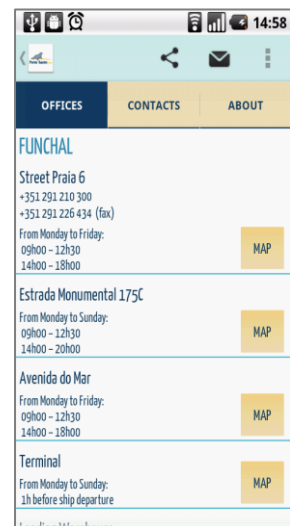 14:58
OFFICES CONTACTS ABOUT
FUNCHAL
Street Praia 6
+351 291 210 300
+351 291 226 434 (fax)
From Monday to Friday:
09h00 – 12h30
14h00 – 18h00
MAP
Estrada Monumental 175C
From Monday to Sunday:
09h00 – 12h30
14h00 – 20h00
MAP
Avenida do Mar
From Monday to Friday:
09h00 – 12h30
14h00 – 18h00
MAP
Terminal
From Monday to Sunday:
1h before ship departure
MAP